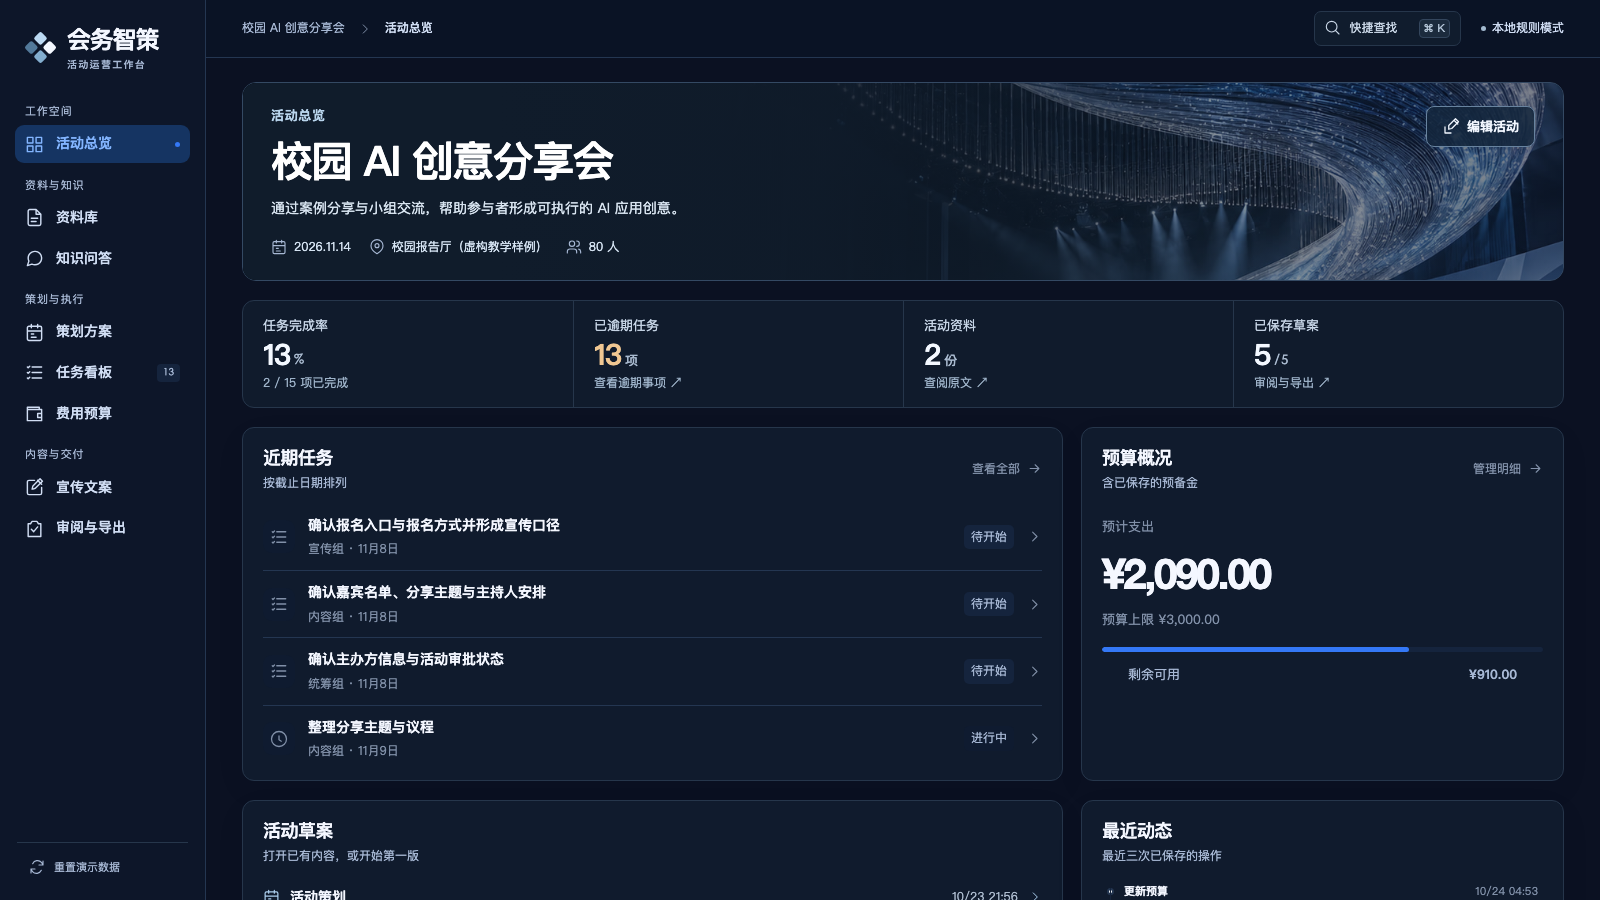 会务智策
活动运营工作台
工作空间
活动总览
资料与知识
资料库
知识问答
策划与执行
策划方案
任务看板 13
费用预算
内容与交付
宣传文案
审阅与导出
重置演示数据
校园 AI 创意分享会 > 活动总览
快捷查找 ⌘ K
本地规则模式
活动总览
校园 AI 创意分享会
通过案例分享与小组交流，帮助参与者形成可执行的 AI 应用创意。
2026.11.14 校园报告厅（虚构教学样例） 80 人
编辑活动
任务完成率
13 %
2 / 15 项已完成
已逾期任务
13 项
查看逾期事项 ↗
活动资料
2 份
查阅原文 ↗
已保存草案
5 / 5
审阅与导出 ↗
近期任务
按截止日期排列
查看全部 →
确认报名入口与报名方式并形成宣传口径
宣传组 · 11月8日
待开始
确认嘉宾名单、分享主题与主持人安排
内容组 · 11月8日
待开始
确认主办方信息与活动审批状态
统筹组 · 11月8日
待开始
整理分享主题与议程
内容组 · 11月9日
进行中
预算概况
含已保存的预备金
管理明细 →
预计支出
¥2,090.00
预算上限 ¥3,000.00
剩余可用 ¥910.00
活动草案
打开已有内容，或开始第一版
活动策划 10/23 21:56
最近动态
最近三次已保存的操作
更新预算 10/24 04:53